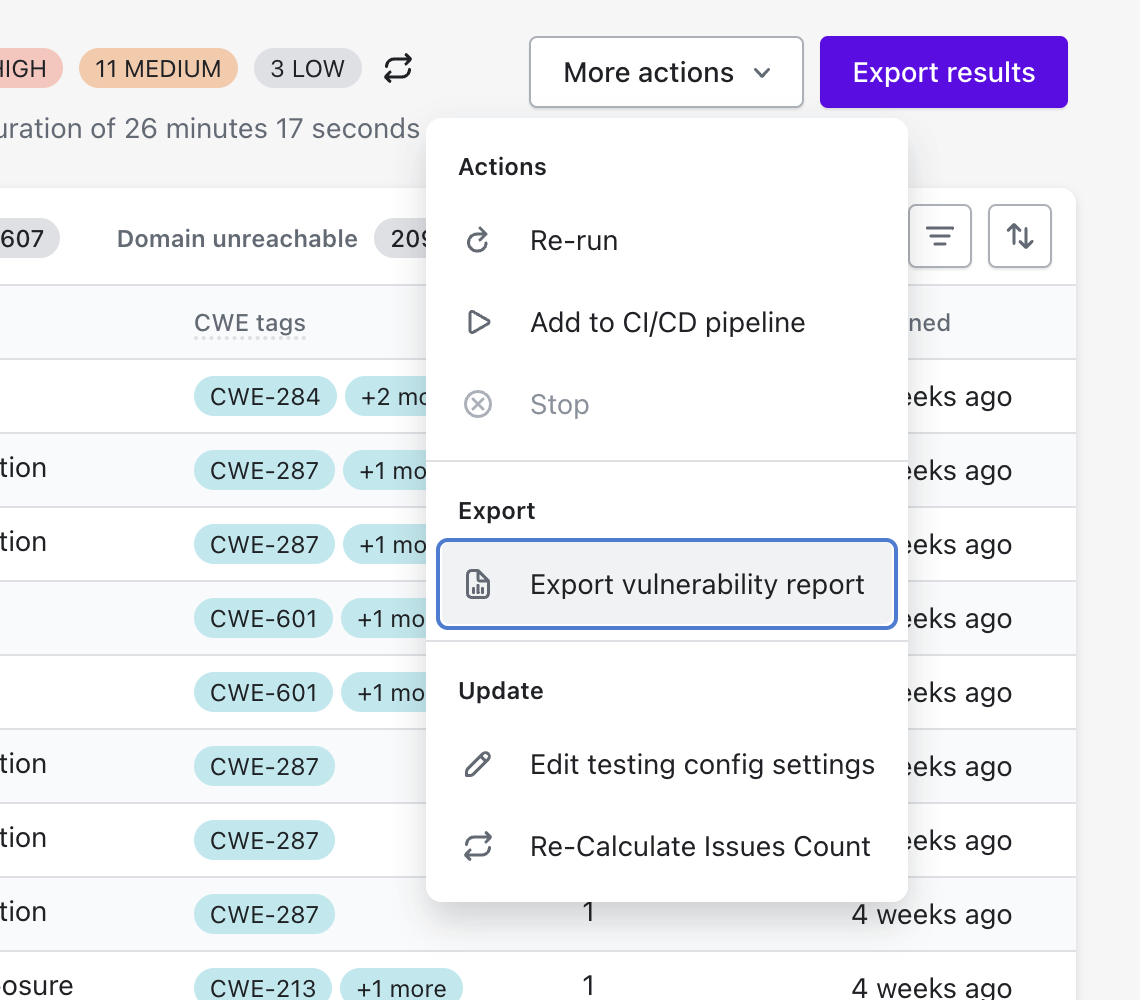 HIGH 11 MEDIUM 3 LOW More actions Export results
duration of 26 minutes 17 seconds
Actions
607 Domain unreachable 209
Re-run
CWE tags
Add to CI/CD pipeline
CWE-284 +2 mo eeks ago
Stop
tion CWE-287 +1 mo eeks ago
Export
tion CWE-287 +1 mo eeks ago
Export vulnerability report
CWE-601 +1 mo eeks ago
Update
CWE-601 +1 mo eeks ago
tion CWE-287 eeks ago
Edit testing config settings
tion CWE-287 eeks ago
Re-Calculate Issues Count
tion CWE-287 1 4 weeks ago
osure CWE-213 +1 more 1 4 weeks ago